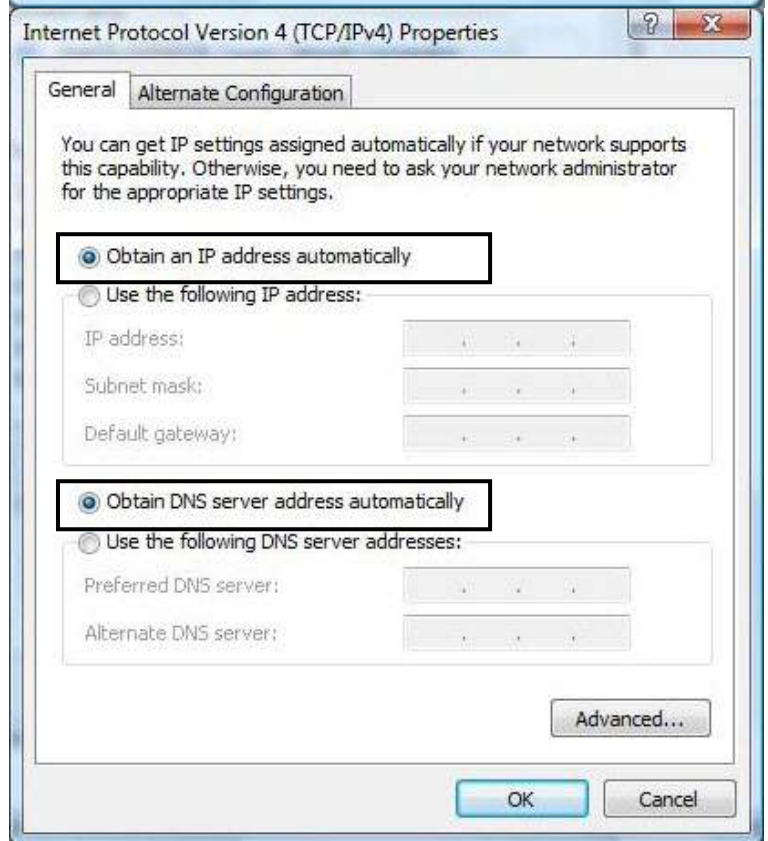 Internet Protocol Version 4 (TCP/IPv4) Properties
General
Alternate Configuration
You can get IP settings assigned automatically if your network supports
this capability. Otherwise, you need to ask your network administrator
for the appropriate IP settings.
Obtain an IP address automatically
Use the following IP address:
IP address:
Subnet mask:
Default gateway:
Obtain DNS server address automatically
Use the following DNS server addresses:
Preferred DNS server:
Alternate DNS server:
Advanced...
OK
Cancel